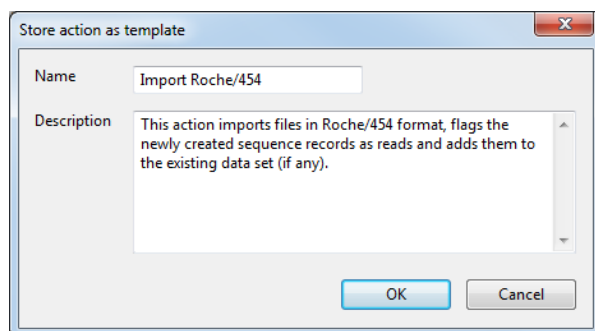 Store action as template
Name
Import Roche/454
Description
This action imports files in Roche/454 format, flags the
newly created sequence records as reads and adds them to
the existing data set (if any).
OK
Cancel